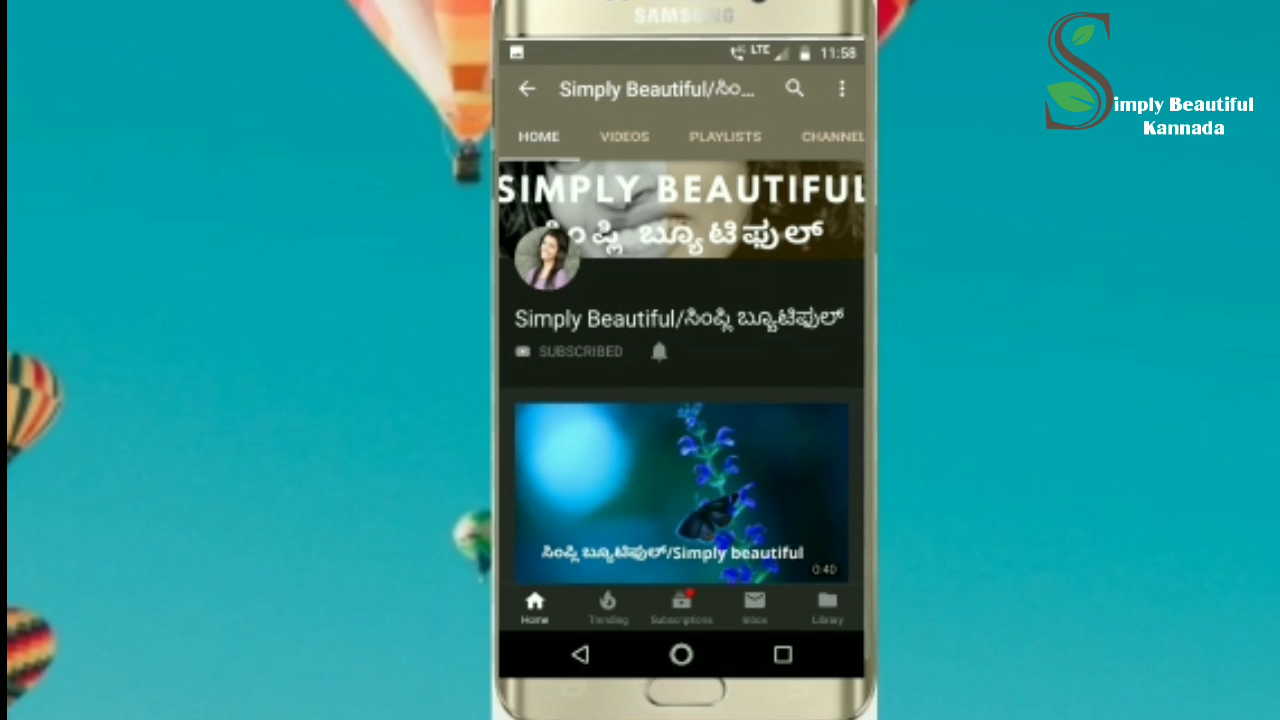 SAMSUNG
LTE 11:58
Simply Beautiful/ಸಿಂ...
HOME VIDEOS PLAYLISTS CHANNEL
SIMPLY BEAUTIFUL
ಸಿಂಪ್ಲಿ ಬ್ಯೂಟಿಫುಲ್
Simply Beautiful/ಸಿಂಪ್ಲಿ ಬ್ಯೂಟಿಫುಲ್
SUBSCRIBED
ಸಿಂಪ್ಲಿ ಬ್ಯೂಟಿಫುಲ್/Simply beautiful
0:40
Home Trending Subscriptions Inbox Library
Simply Beautiful
Kannada